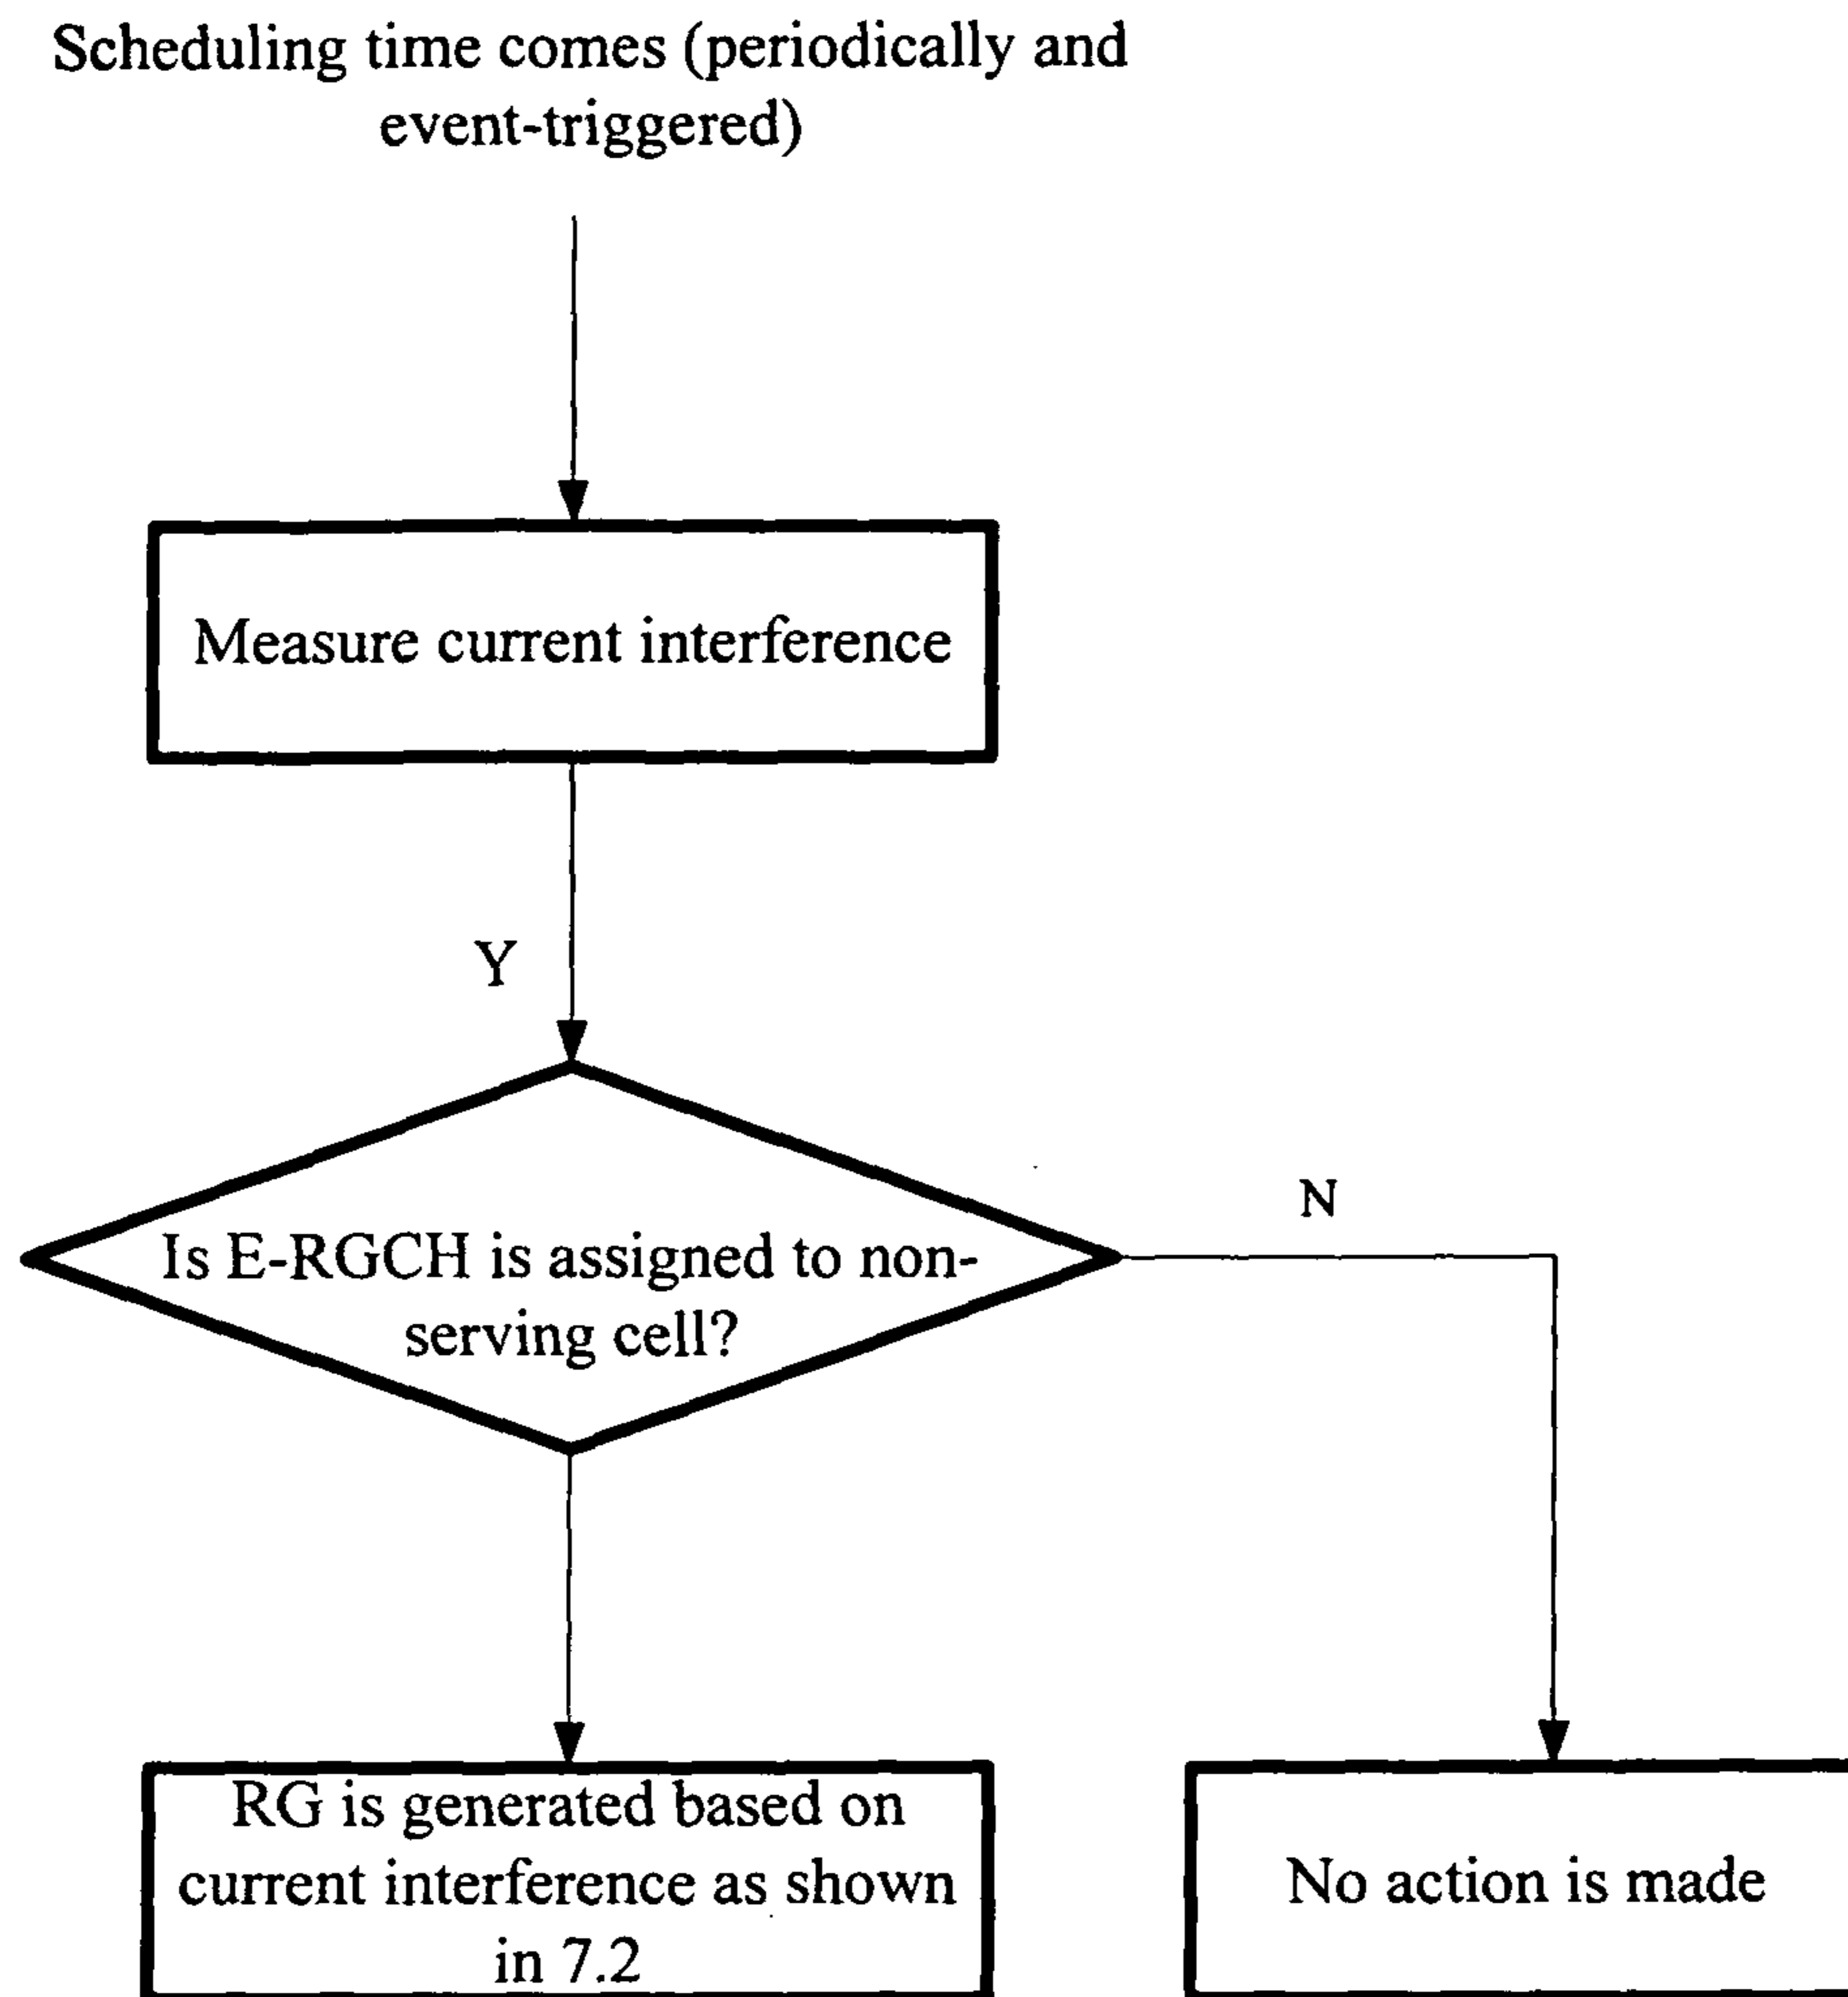 Scheduling time comes (periodically and
event-triggered)
Measure current interference
Y
Is E-RGCH is assigned to non-
serving cell?
N
RG is generated based on
current interference as shown
in 7.2
No action is made